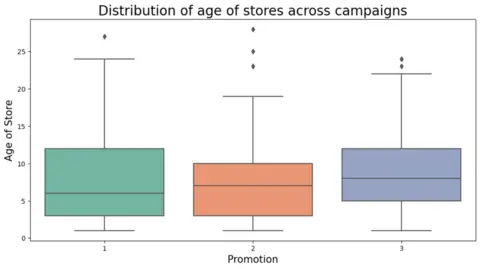 Distribution of age of stores across campaigns
Age of Store
25
20
15
10
5
0
1 2 3
Promotion